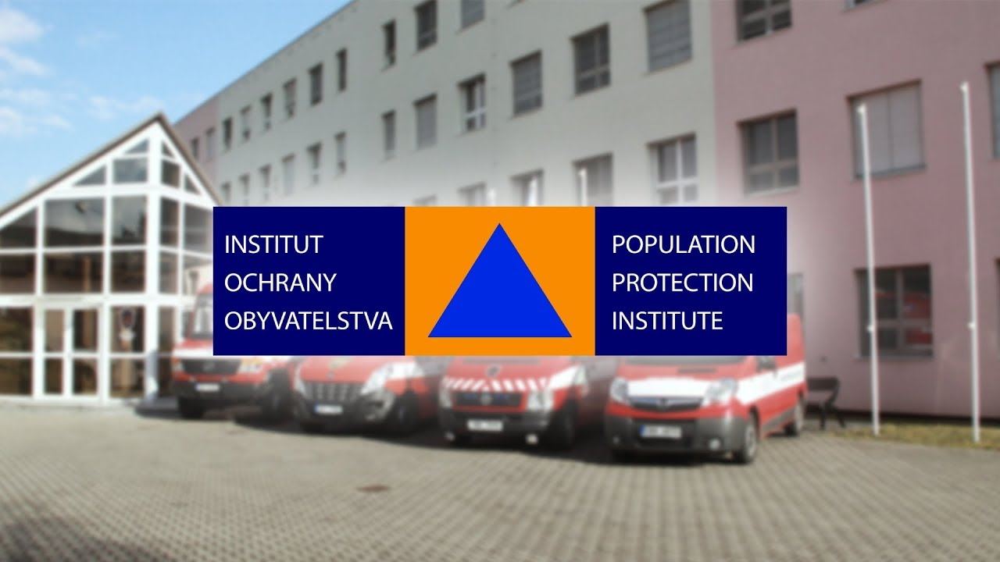 INSTITUT
OCHRANY
OBYVATELSTVA
POPULATION
PROTECTION
INSTITUTE